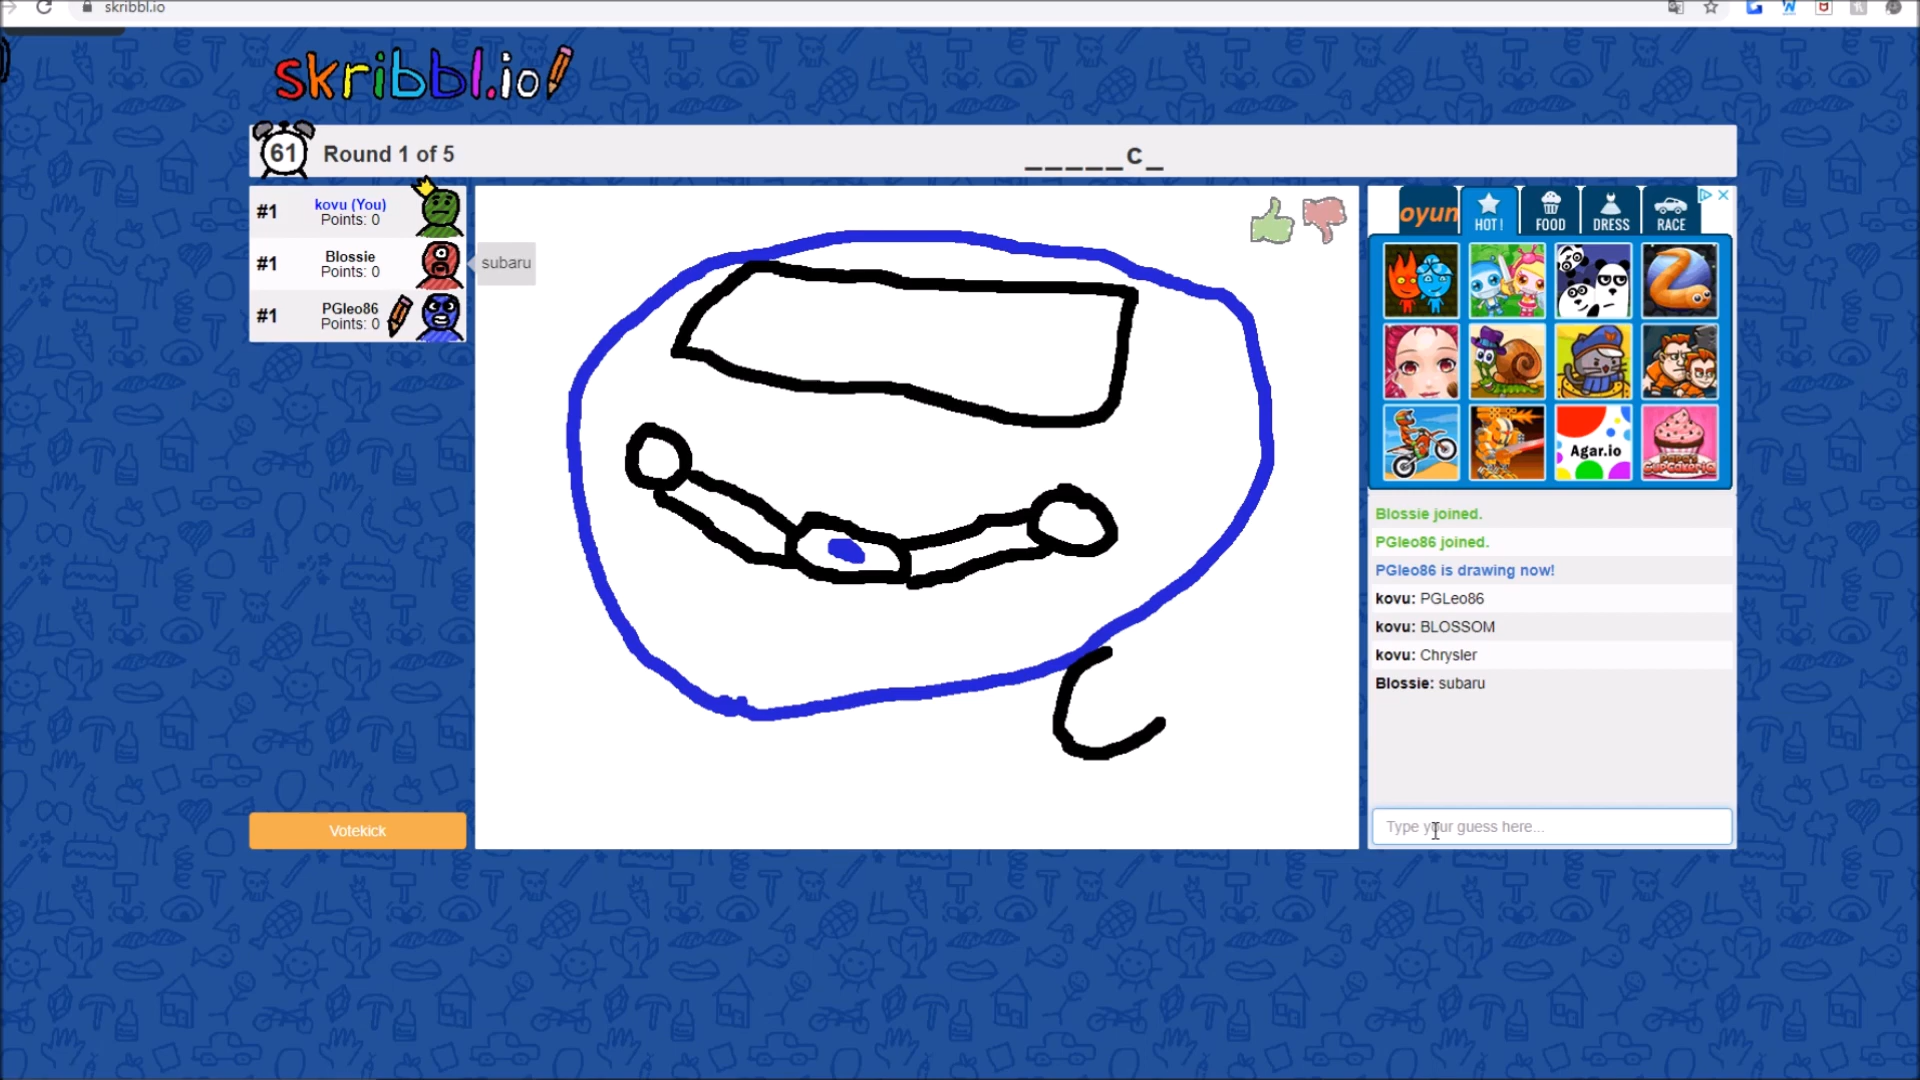 skribbl.io
skribbl.io
61
Round 1 of 5
_____c_
#1
kovu (You)
Points: 0
#1
Blossie
Points: 0
subaru
#1
PGleo86
Points: 0
Votekick
oyun
HOT!
FOOD
DRESS
RACE
Agar.io
Blossie joined.
PGleo86 joined.
PGleo86 is drawing now!
kovu: PGLeo86
kovu: BLOSSOM
kovu: Chrysler
Blossie: subaru
Type your guess here...